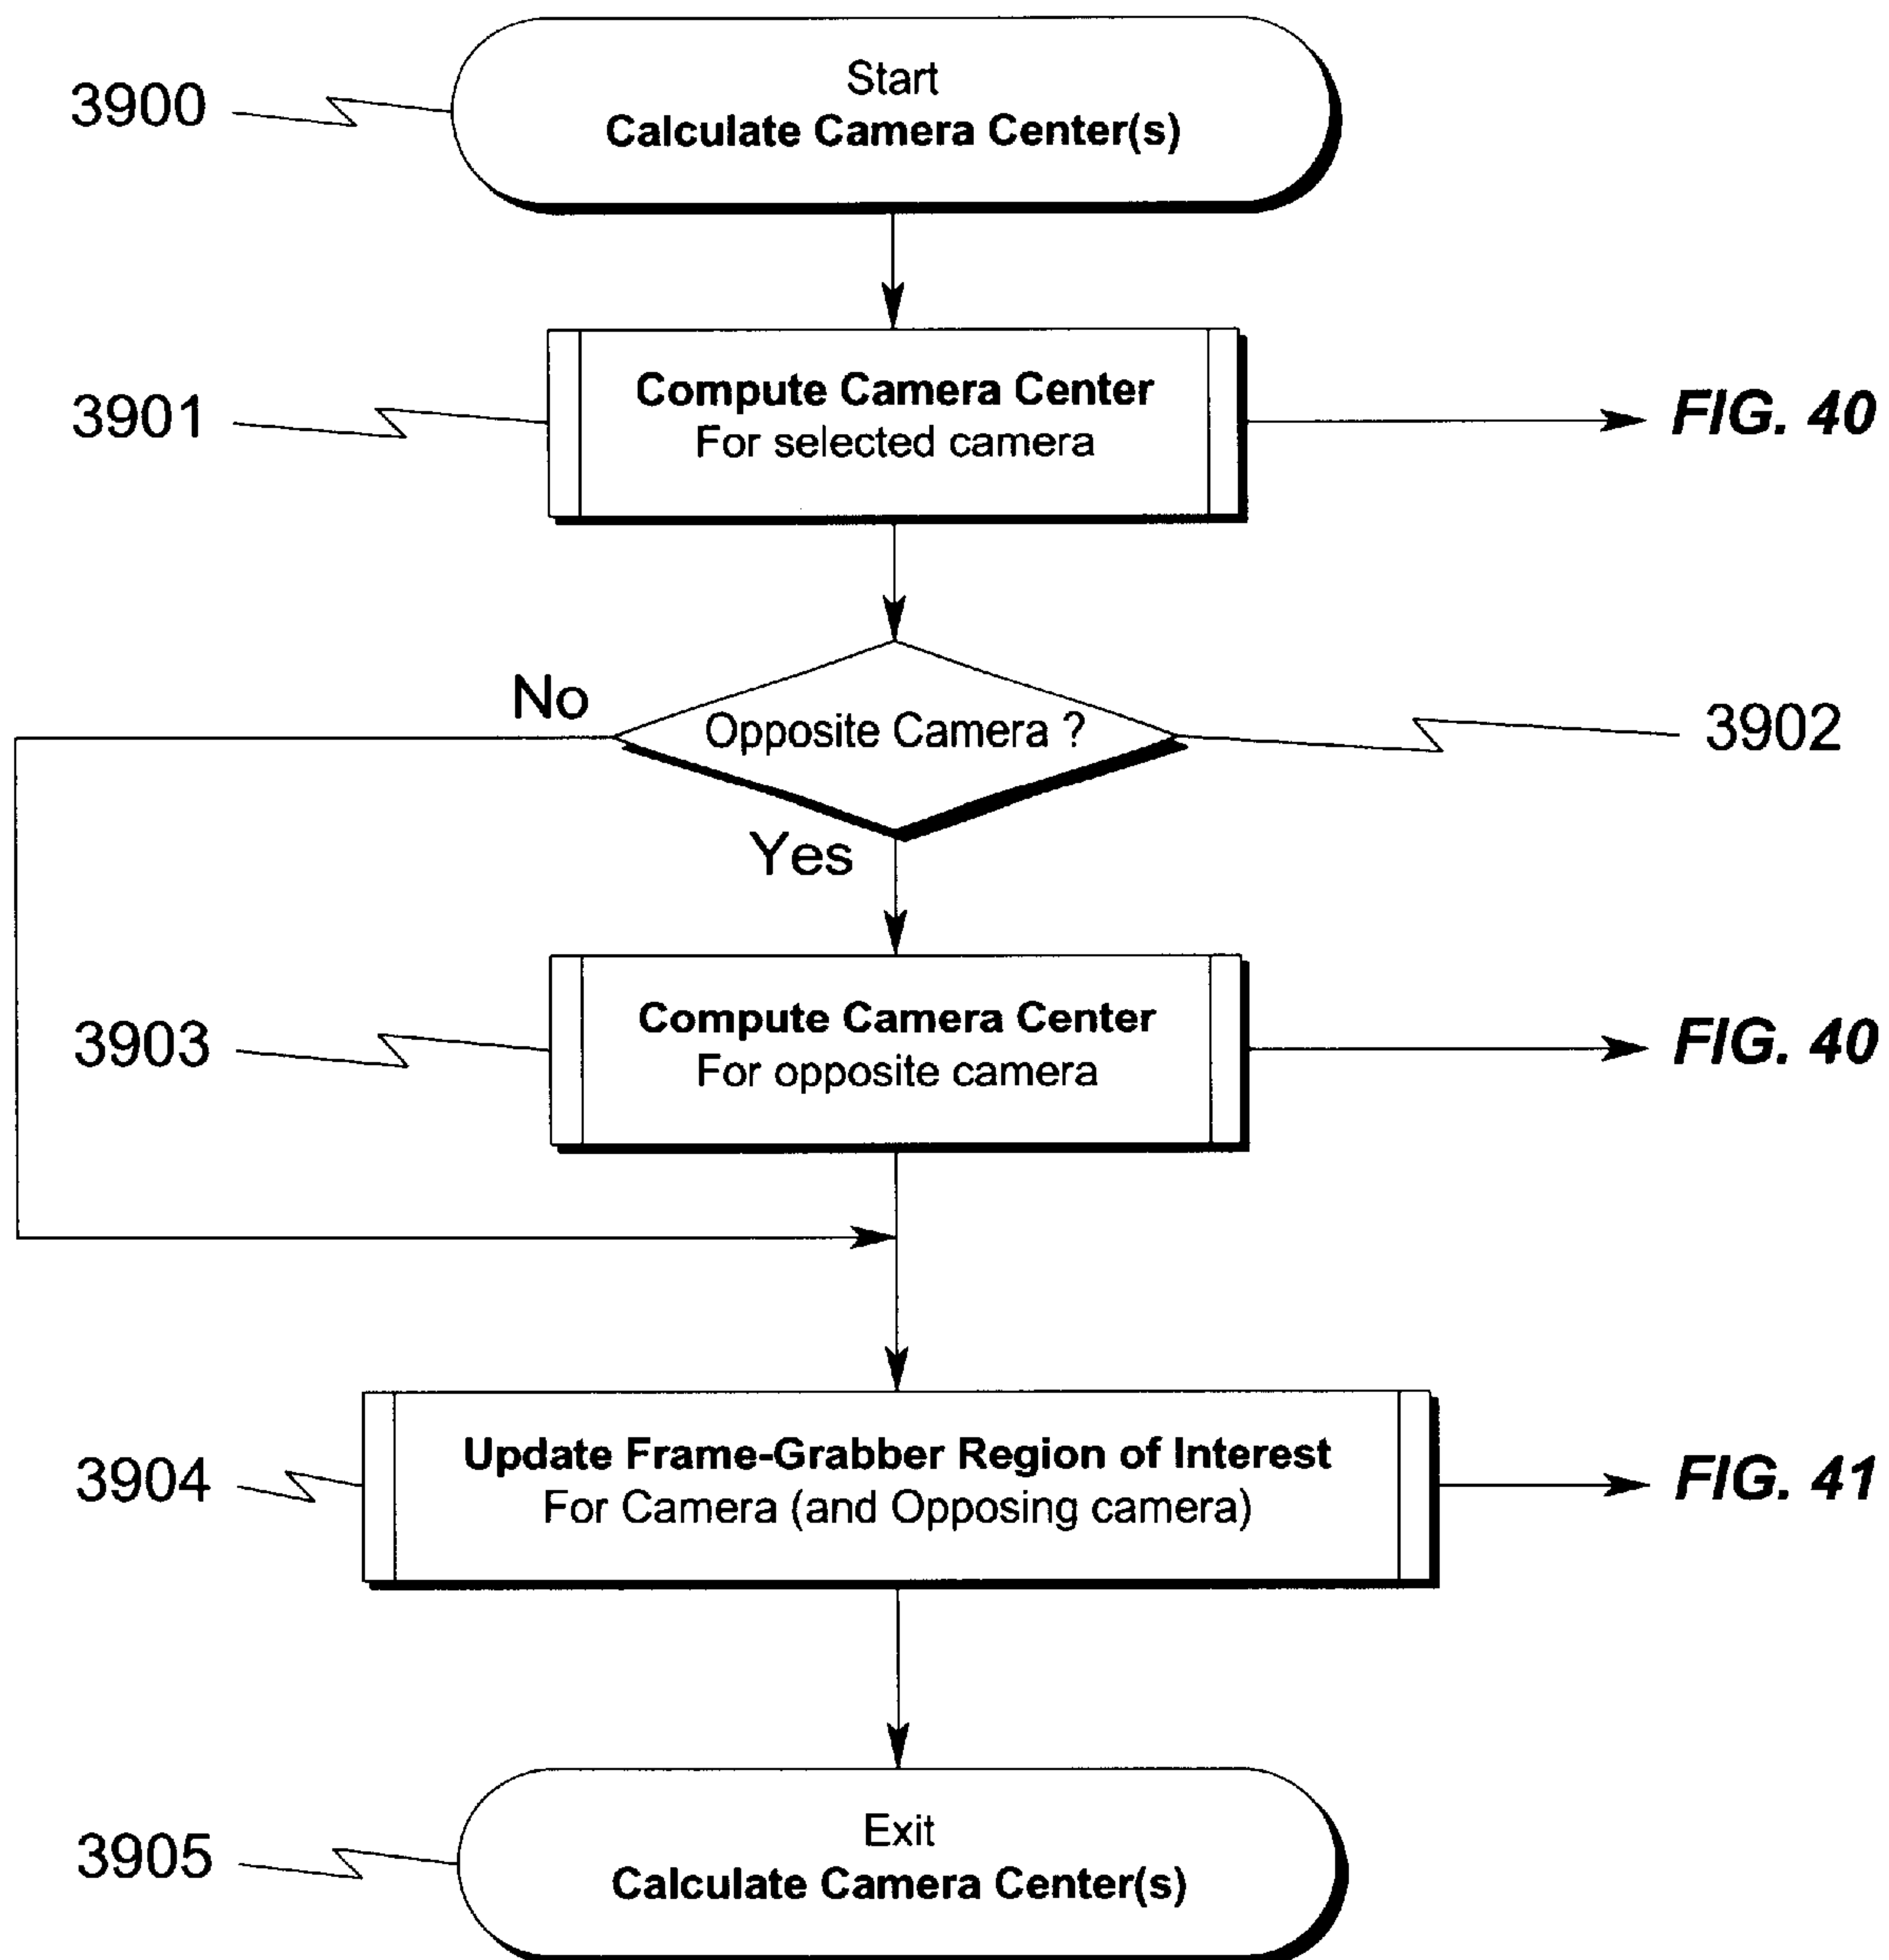 3900
Start
Calculate Camera Center(s)
3901
Compute Camera Center
For selected camera
FIG. 40
No
Opposite Camera ?
3902
Yes
3903
Compute Camera Center
For opposite camera
FIG. 40
3904
Update Frame-Grabber Region of Interest
For Camera (and Opposing camera)
FIG. 41
3905
Exit
Calculate Camera Center(s)